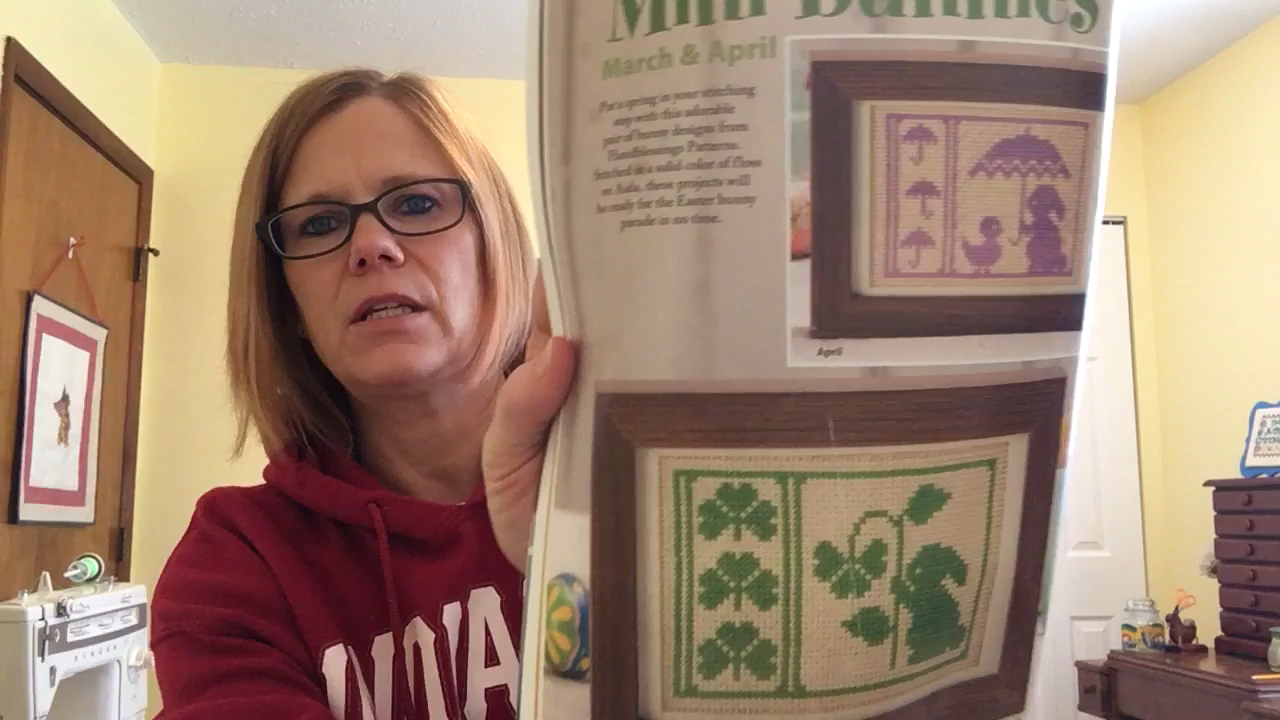 Mini Bunnies
March & April
Put a spring in your stitching
step with this adorable
pair of bunny designs from
Handblessings Patterns.
Stitched in a solid color of floss
on Aida, these projects will
be ready for the Easter bunny
parade in no time.
April
SINGER